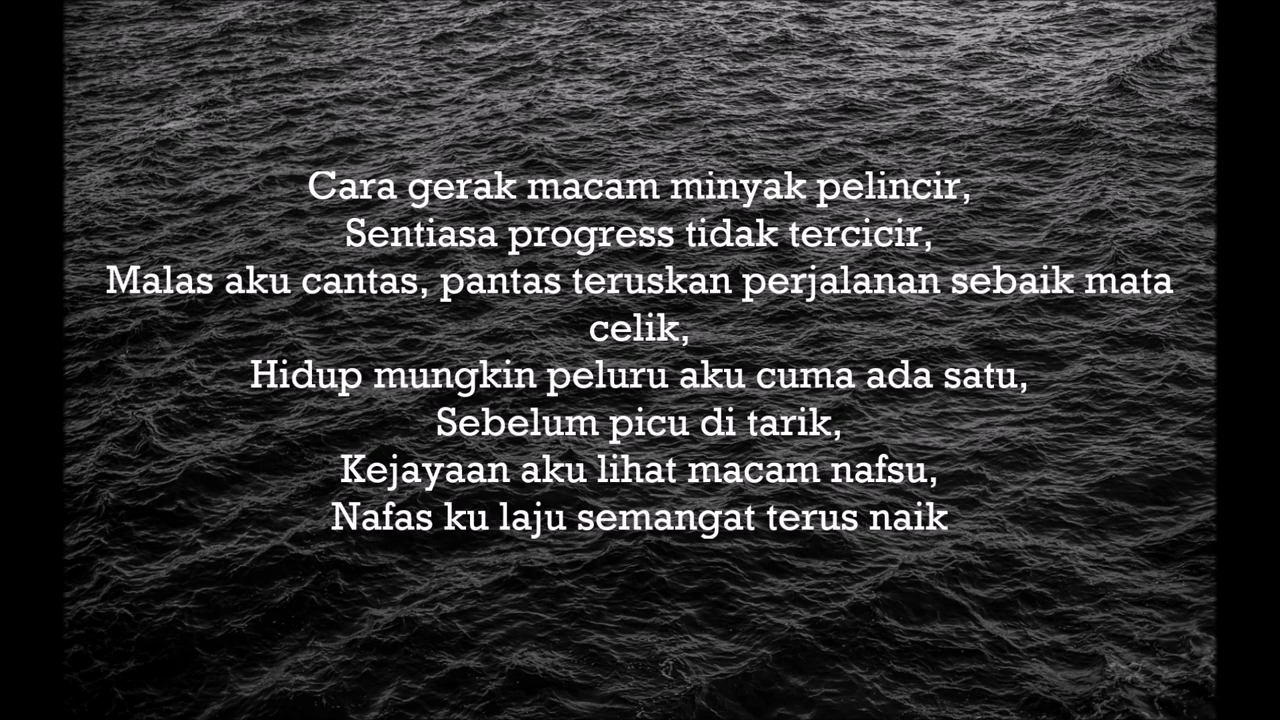 Cara gerak macam minyak pelincir,
Sentiasa progress tidak tercicir,
Malas aku cantas, pantas teruskan perjalanan sebaik mata
celik,
Hidup mungkin peluru aku cuma ada satu,
Sebelum picu di tarik,
Kejayaan aku lihat macam nafsu,
Nafas ku laju semangat terus naik